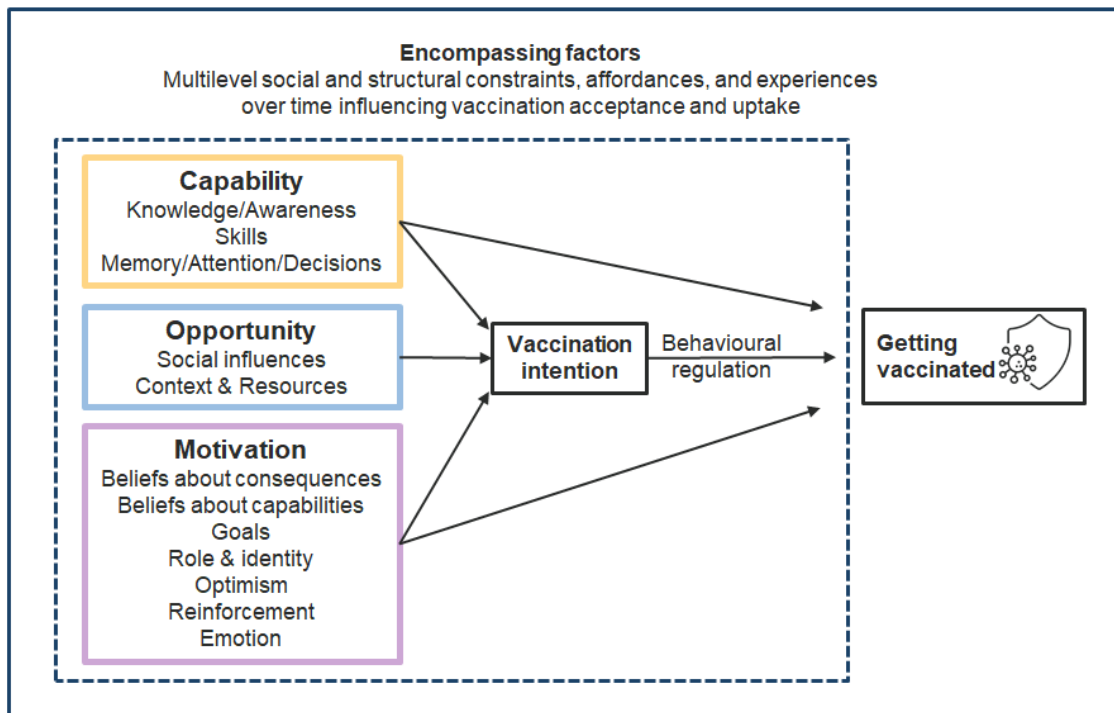 Encompassing factors
Multilevel social and structural constraints, affordances, and experiences
over time influencing vaccination acceptance and uptake
Capability
Knowledge/Awareness
Skills
Memory/Attention/Decisions
Opportunity
Social influences
Context & Resources
Motivation
Beliefs about consequences
Beliefs about capabilities
Goals
Role & identity
Optimism
Reinforcement
Emotion
Vaccination
intention
Behavioural
regulation
Getting
vaccinated